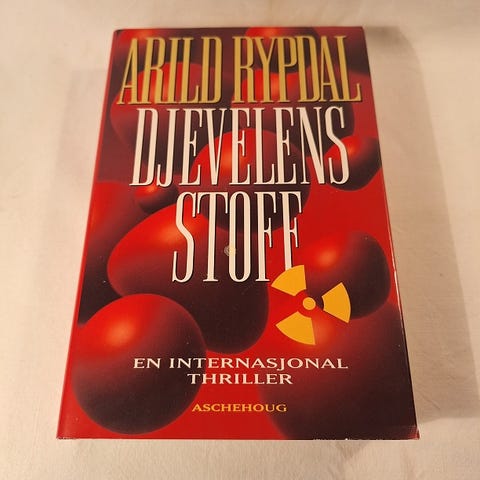 ARILD RYPDAL
DJEVELENS
STOFF
EN INTERNASJONAL
THRILLER
ASCHEHOUG